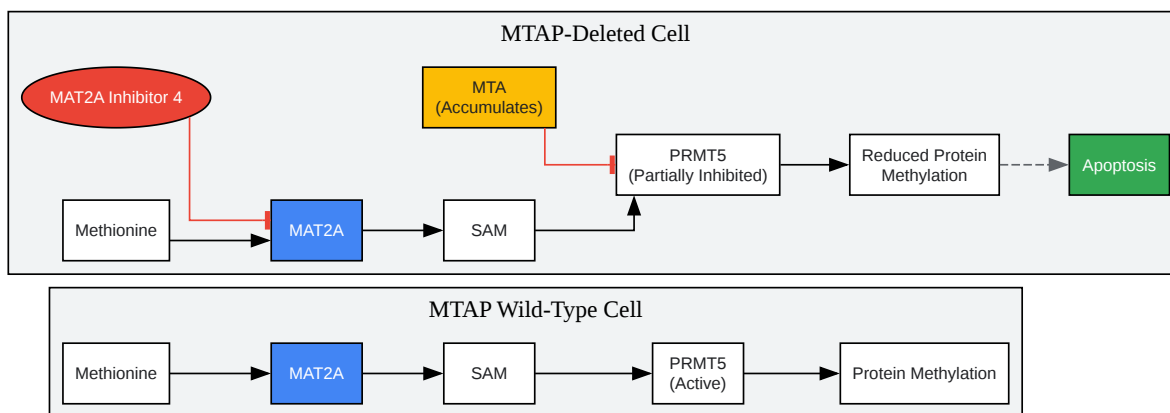 MTAP-Deleted Cell
MAT2A Inhibitor 4
MTA
(Accumulates)
PRMT5
(Partially Inhibited)
Reduced Protein
Methylation
Apoptosis
Methionine
MAT2A
SAM
MTAP Wild-Type Cell
Methionine
MAT2A
SAM
PRMT5
(Active)
Protein Methylation